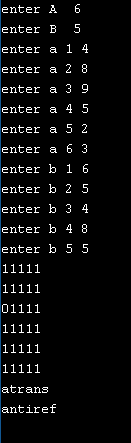 enter A  6
enter B  5
enter a 1 4
enter a 2 8
enter a 3 9
enter a 4 5
enter a 5 2
enter a 6 3
enter b 1 6
enter b 2 5
enter b 3 4
enter b 4 8
enter b 5 5
11111
11111
01111
11111
11111
11111
atrans
antiref